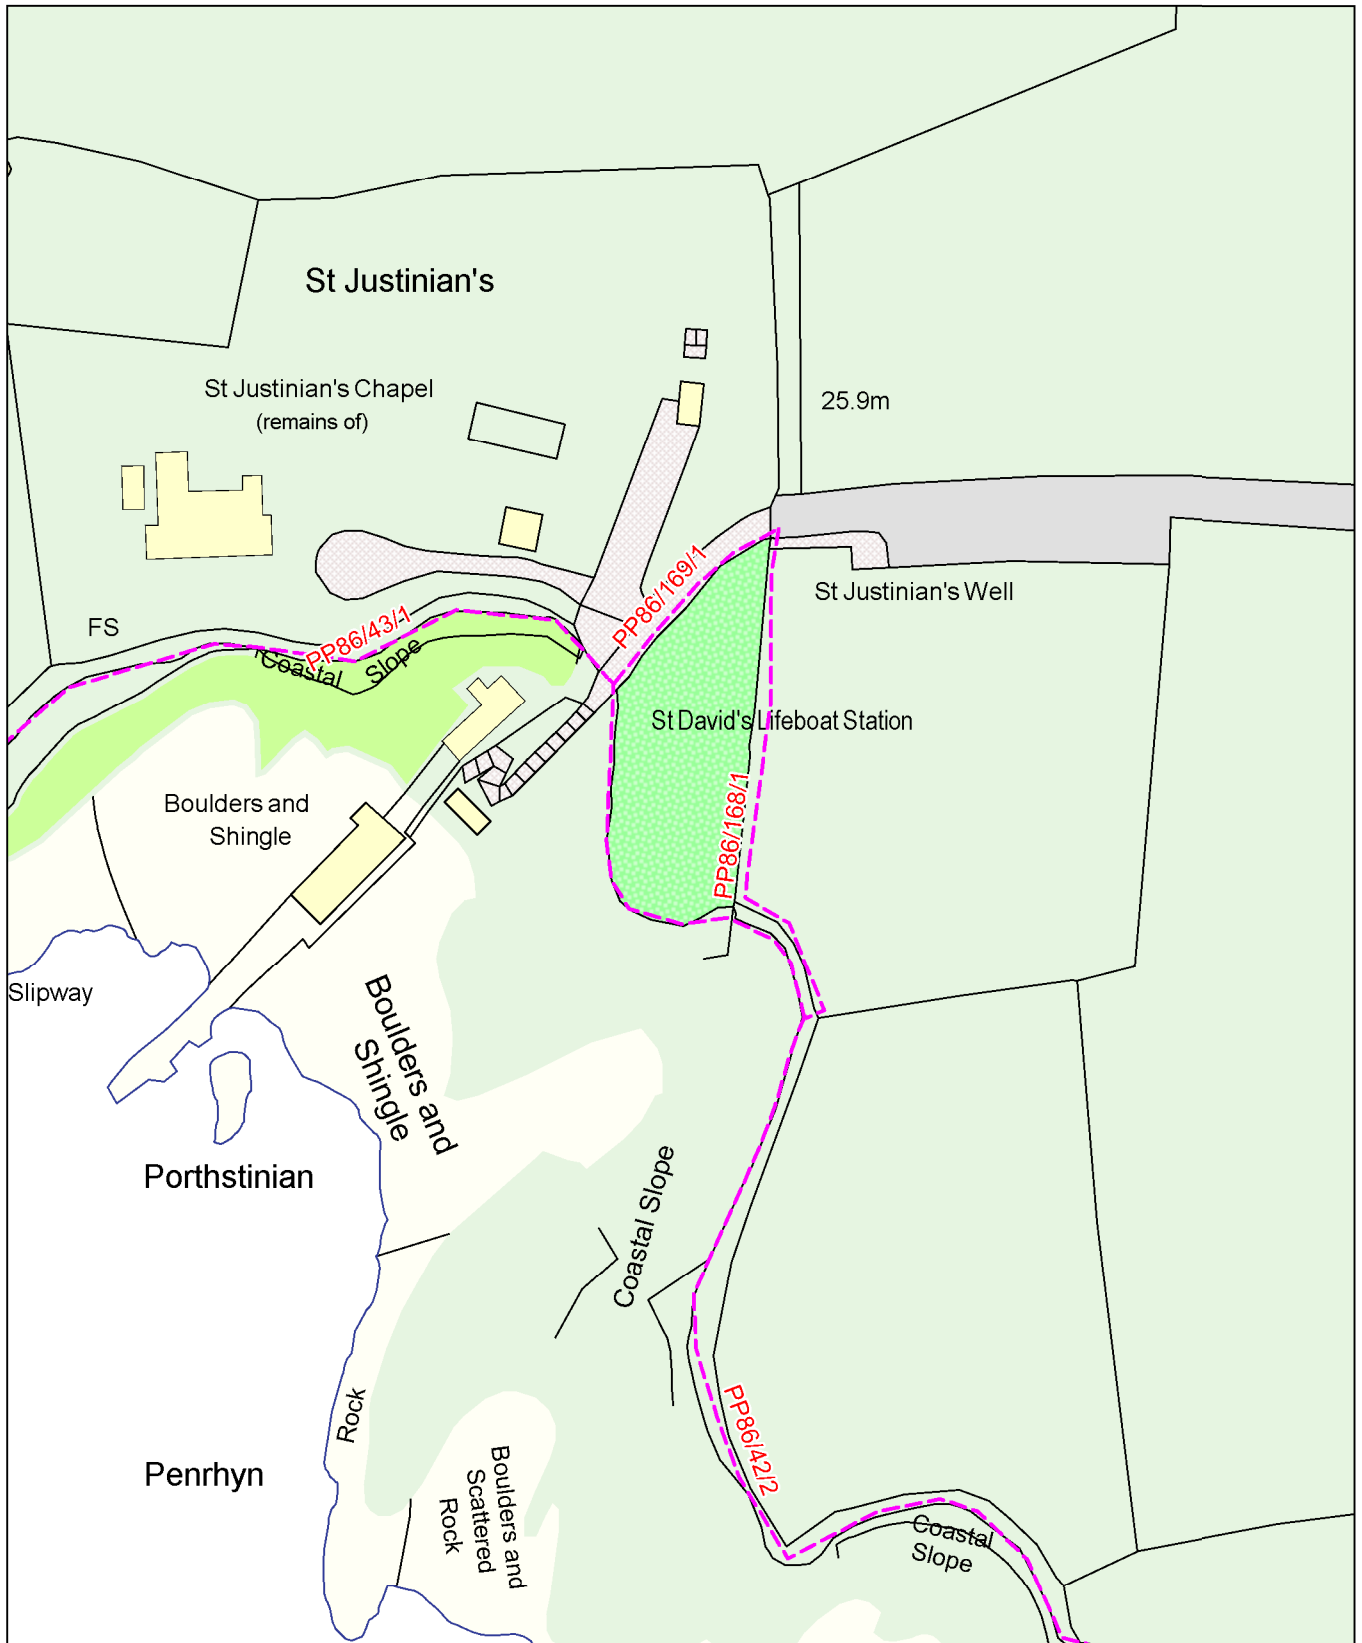 St Justinian's
St Justinian's Chapel
(remains of)
25.9m
PP86/169/1
St Justinian's Well
FS
PP86/43/1
Coastal
Slope
St David's Lifeboat Station
PP86/168/1
Boulders and
Shingle
Slipway
Boulders and
Shingle
Porthstinian
Coastal Slope
Rock
PP86/42/2
Penrhyn
Boulders and
Scattered
Rock
Coastal
Slope